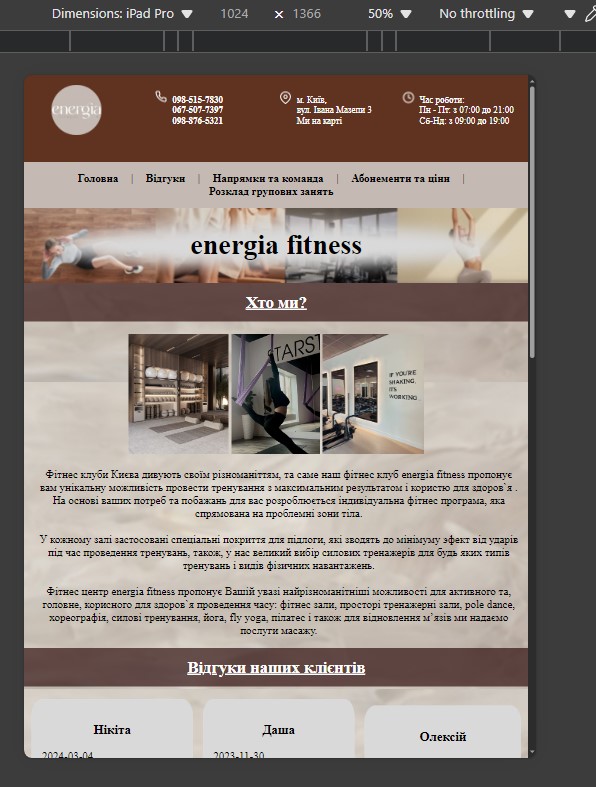 Dimensions: iPad Pro 1024 × 1366 50% No throttling
energia
098-515-7830
067-507-7397
098-876-5321
м. Київ,
вул. Івана Мазепи 3
Ми на карті
Час роботи:
Пн - Пт: з 07:00 до 21:00
Сб-Нд: з 09:00 до 19:00
Головна | Відгуки | Напрямки та команда | Абонементи та ціни |
Розклад групових занять
energia fitness
Хто ми?
STARST
IF YOU'RE
SHAKING,
IT'S
WORKING
Фітнес клуби Києва дивують своїм різноманіттям, та саме наш фітнес клуб energia fitness пропонує
вам унікальну можливість провести тренування з максимальним результатом і користю для здоров'я .
На основі ваших потреб та побажань для вас розроблюється індивідуальна фітнес програма, яка
спрямована на проблемні зони тіла.
У кожному залі застосовані спеціальні покриття для підлоги, які зводять до мінімуму эфект від ударів
під час проведення тренувань, також, у нас великий вибір силових тренажерів для будь яких типів
тренувань і видів фізичних навантажень.
Фітнес центр energia fitness пропонує Вашій увазі найрізноманітніші можливості для активного та,
головне, корисного для здоров'я проведення часу: фітнес зали, просторі тренажерні зали, pole dance,
хореографія, силові тренування, йога, fly yoga, пілатес і також для відновлення м'язів ми надаємо
послуги масажу.
Відгуки наших клієнтів
Нікіта
Даша
Олексій
2024-03-04
2023-11-30